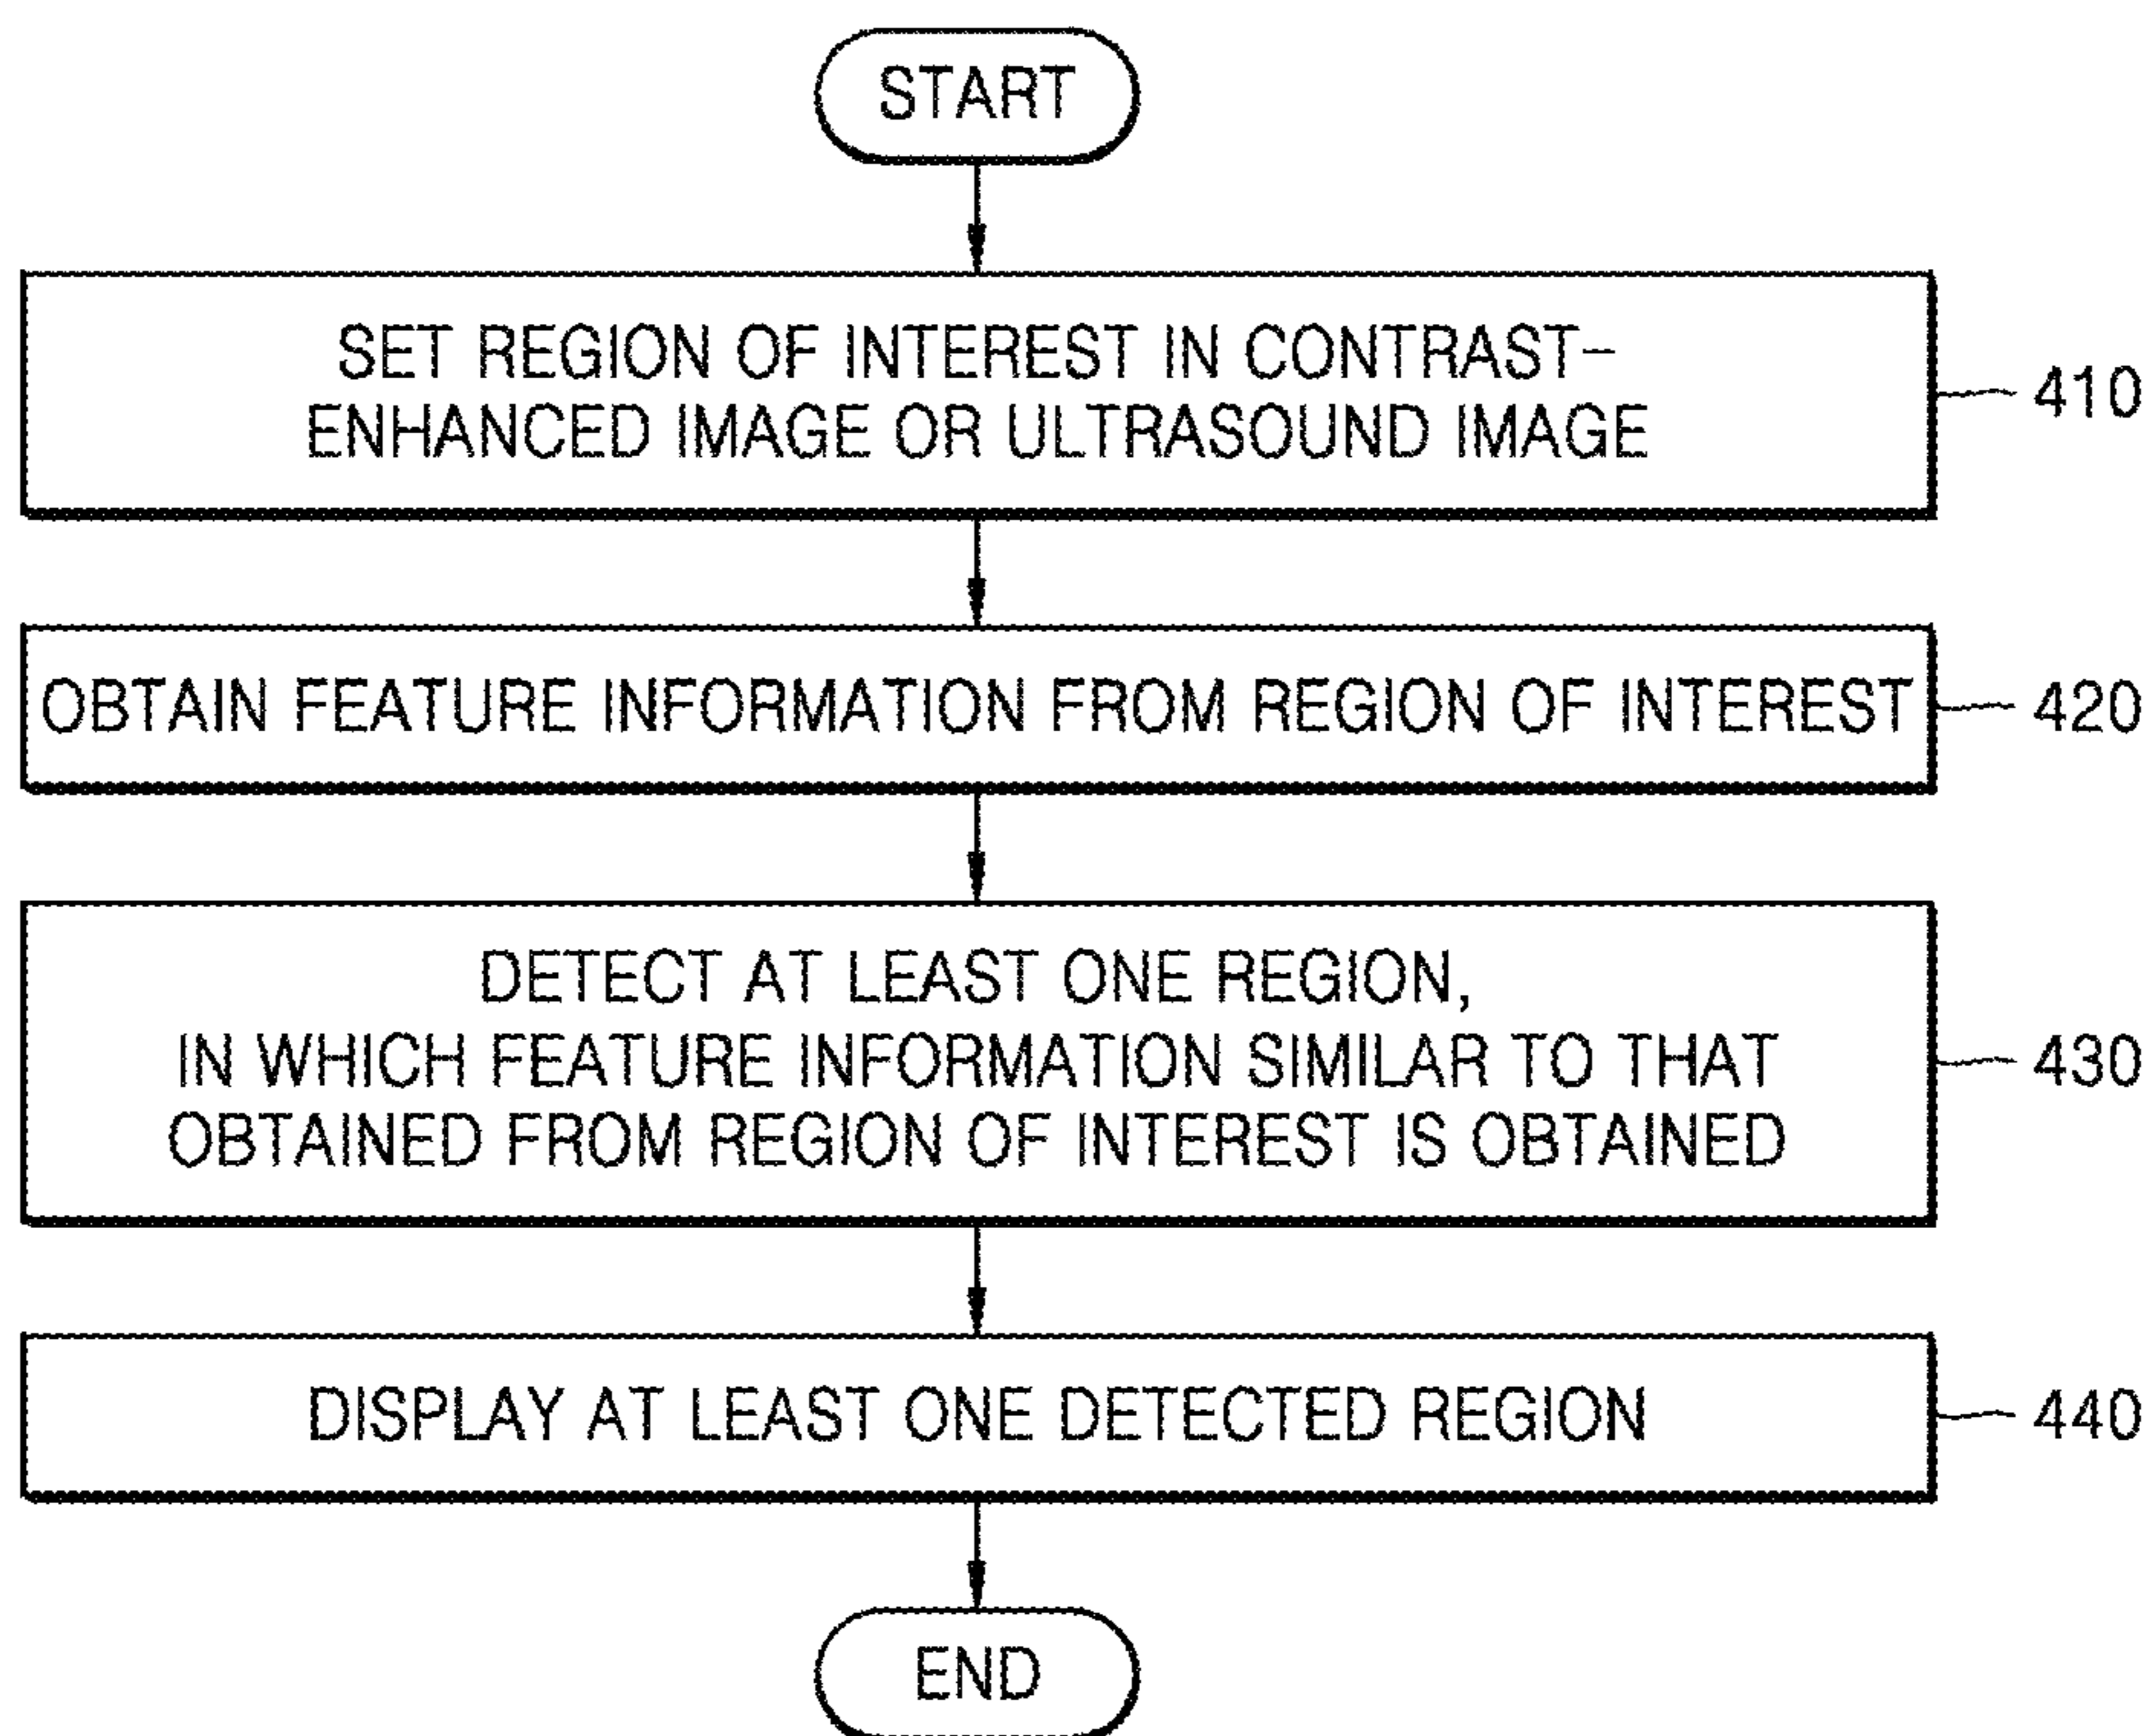 START
SET REGION OF INTEREST IN CONTRAST-
ENHANCED IMAGE OR ULTRASOUND IMAGE
410
OBTAIN FEATURE INFORMATION FROM REGION OF INTEREST
420
DETECT AT LEAST ONE REGION,
IN WHICH FEATURE INFORMATION SIMILAR TO THAT
OBTAINED FROM REGION OF INTEREST IS OBTAINED
430
DISPLAY AT LEAST ONE DETECTED REGION
440
END